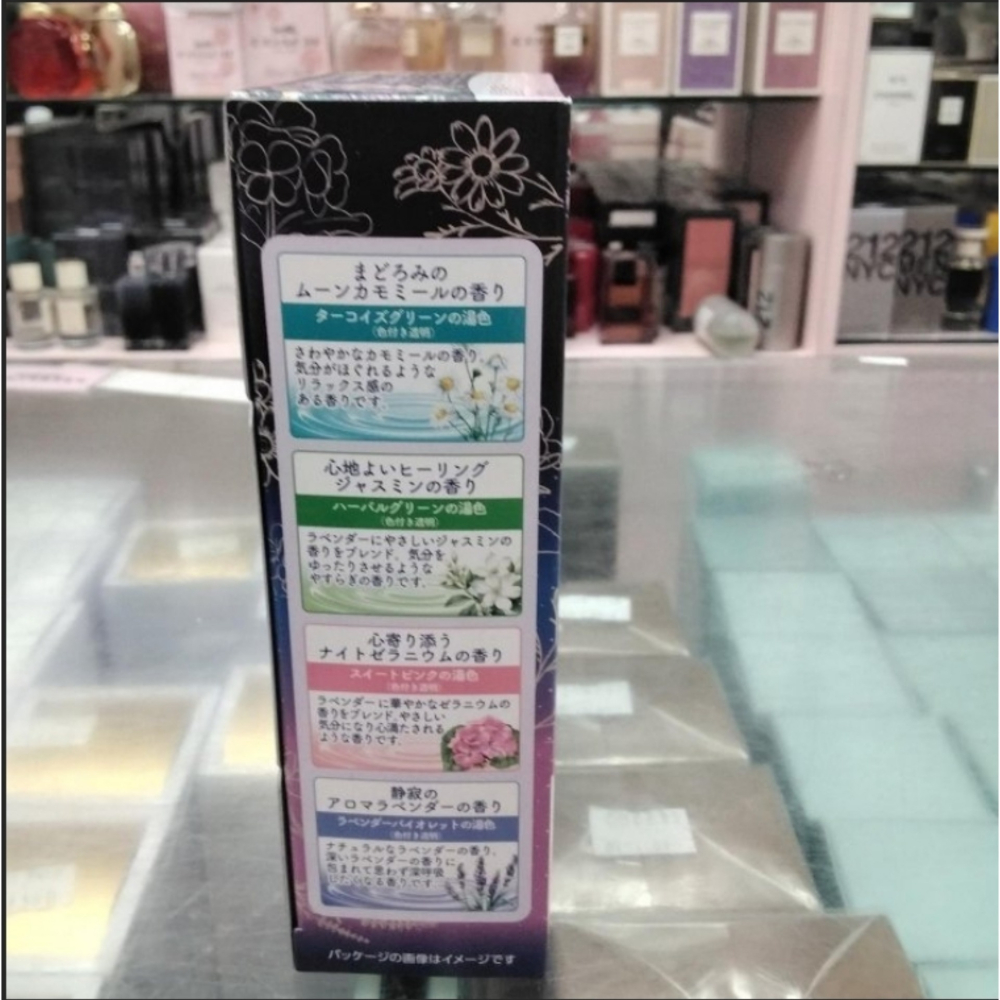 まどろみの
ムーンカモミールの香り
ターコイズグリーンの湯色
（色付き透明）
さわやかなカモミールの香り。
気分がほぐれるような
リラックス感の
ある香りです。
心地よいヒーリング
ジャスミンの香り
ハーバルグリーンの湯色
（色付き透明）
ラベンダーにやさしいジャスミンの
香りをブレンド。気分を
ゆったりさせるような
やすらぎの香りです。
心寄り添う
ナイトゼラニウムの香り
スイートピンクの湯色
（色付き透明）
ラベンダーに華やかなゼラニウムの
香りをブレンド。やさしい
気分になり心満たされる
ような香りです。
静寂の
アロマラベンダーの香り
ラベンダーバイオレットの湯色
（色付き透明）
ナチュラルなラベンダーの香り。
深いラベンダーの香りに
包まれて思わず深呼吸
したくなる香りです。
パッケージの画像はイメージです
212
212
NYC
NYC